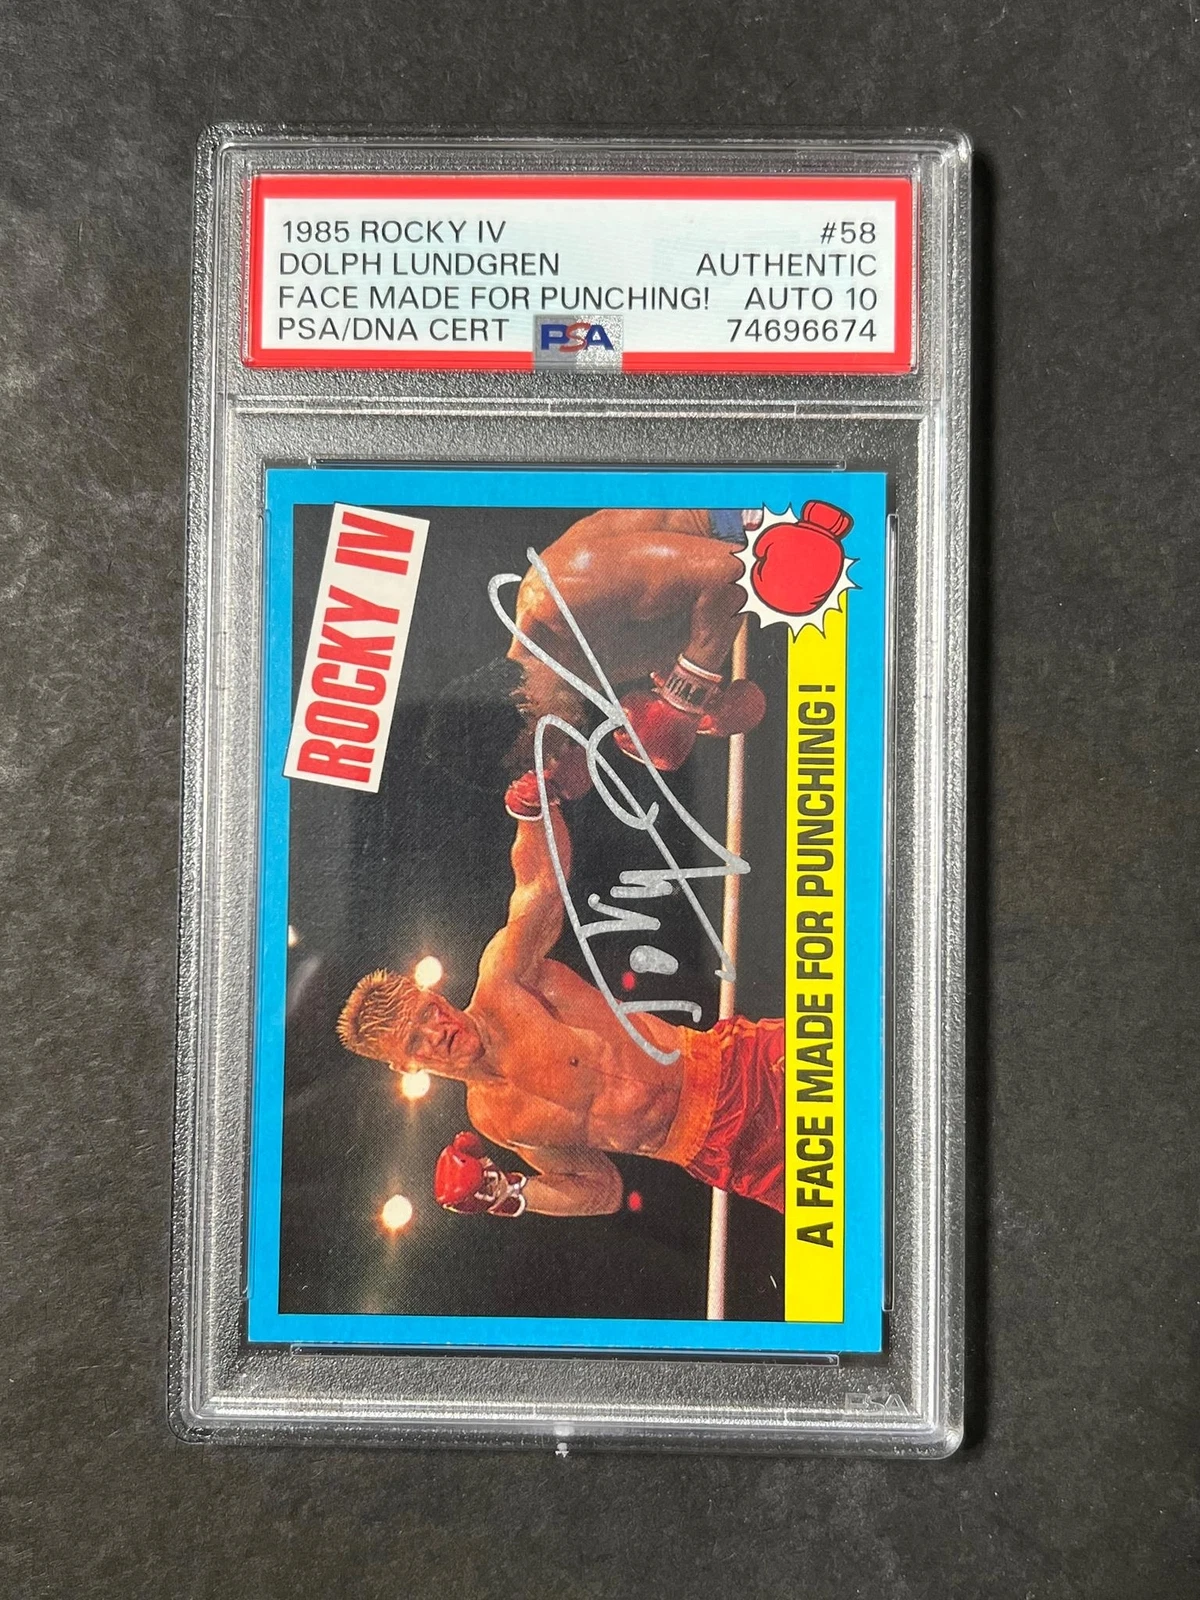 1985 ROCKY IV #58
DOLPH LUNDGREN AUTHENTIC
FACE MADE FOR PUNCHING! AUTO 10
PSA/DNA CERT PSA 74696674
ROCKY IV
A FACE MADE FOR PUNCHING!
PSA